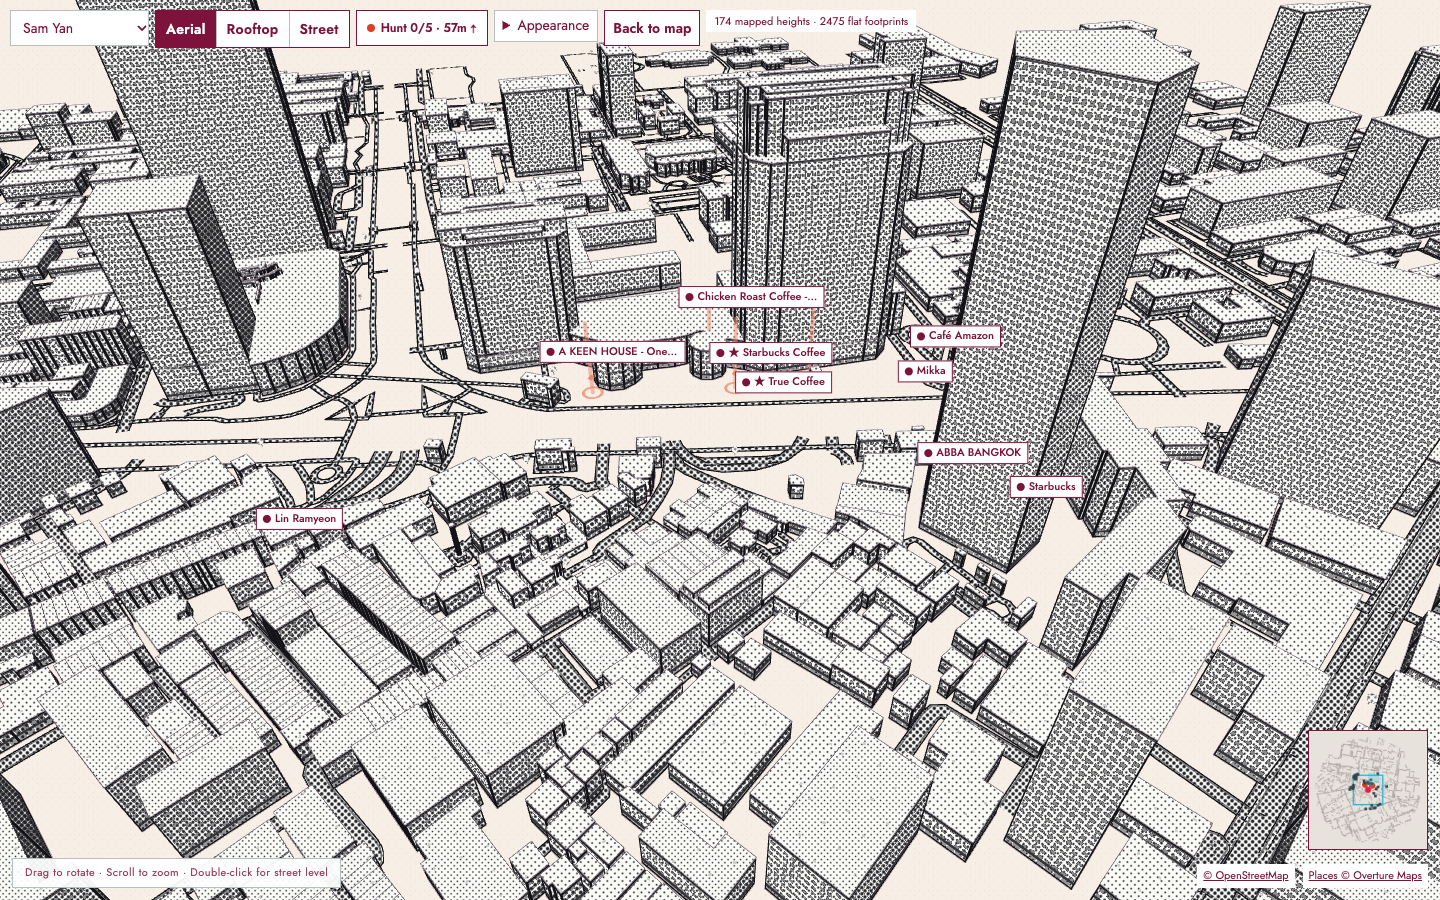 Sam Yan
Aerial
Rooftop
Street
Hunt 0/5 · 57m ↑
▶ Appearance
Back to map
174 mapped heights · 2475 flat footprints
Chicken Roast Coffee -...
A KEEN HOUSE - One...
★ Starbucks Coffee
★ True Coffee
Café Amazon
Mikka
ABBA BANGKOK
Starbucks
Lin Ramyeon
Drag to rotate · Scroll to zoom · Double-click for street level
© OpenStreetMap
Places © Overture Maps